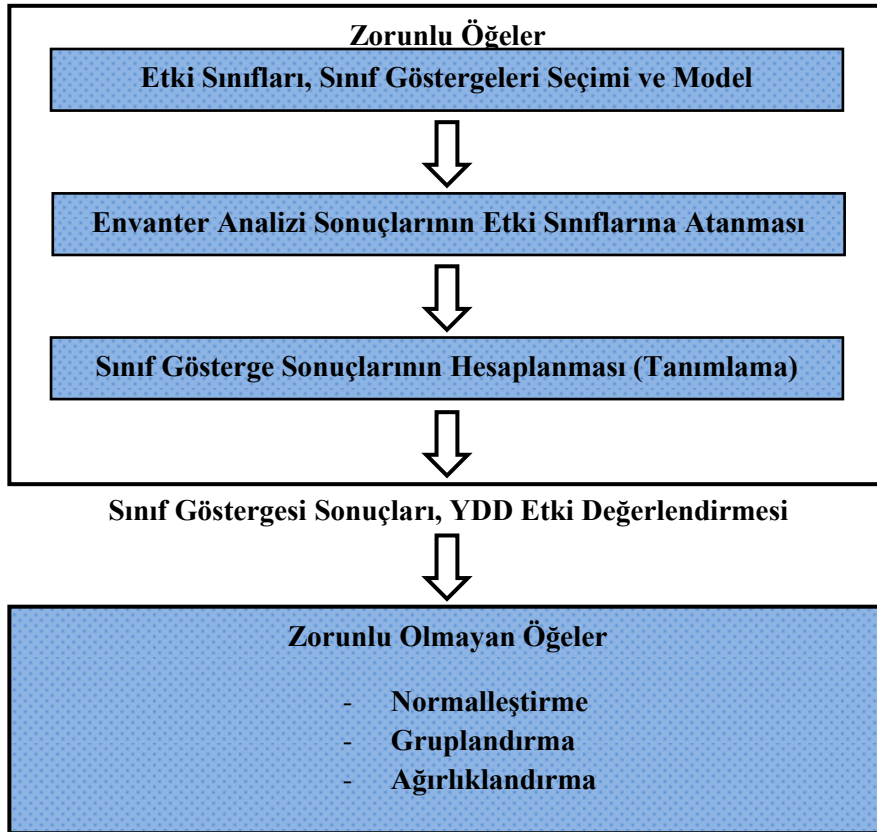 Zorunlu Öğeler
Etki Sınıfları, Sınıf Göstergeleri Seçimi ve Model
Envanter Analizi Sonuçlarının Etki Sınıflarına Atanması
Sınıf Gösterge Sonuçlarının Hesaplanması (Tanımlama)
Sınıf Göstergesi Sonuçları, YDD Etki Değerlendirmesi
Zorunlu Olmayan Öğeler
- Normalleştirme
- Gruplandırma
- Ağırlıklandırma